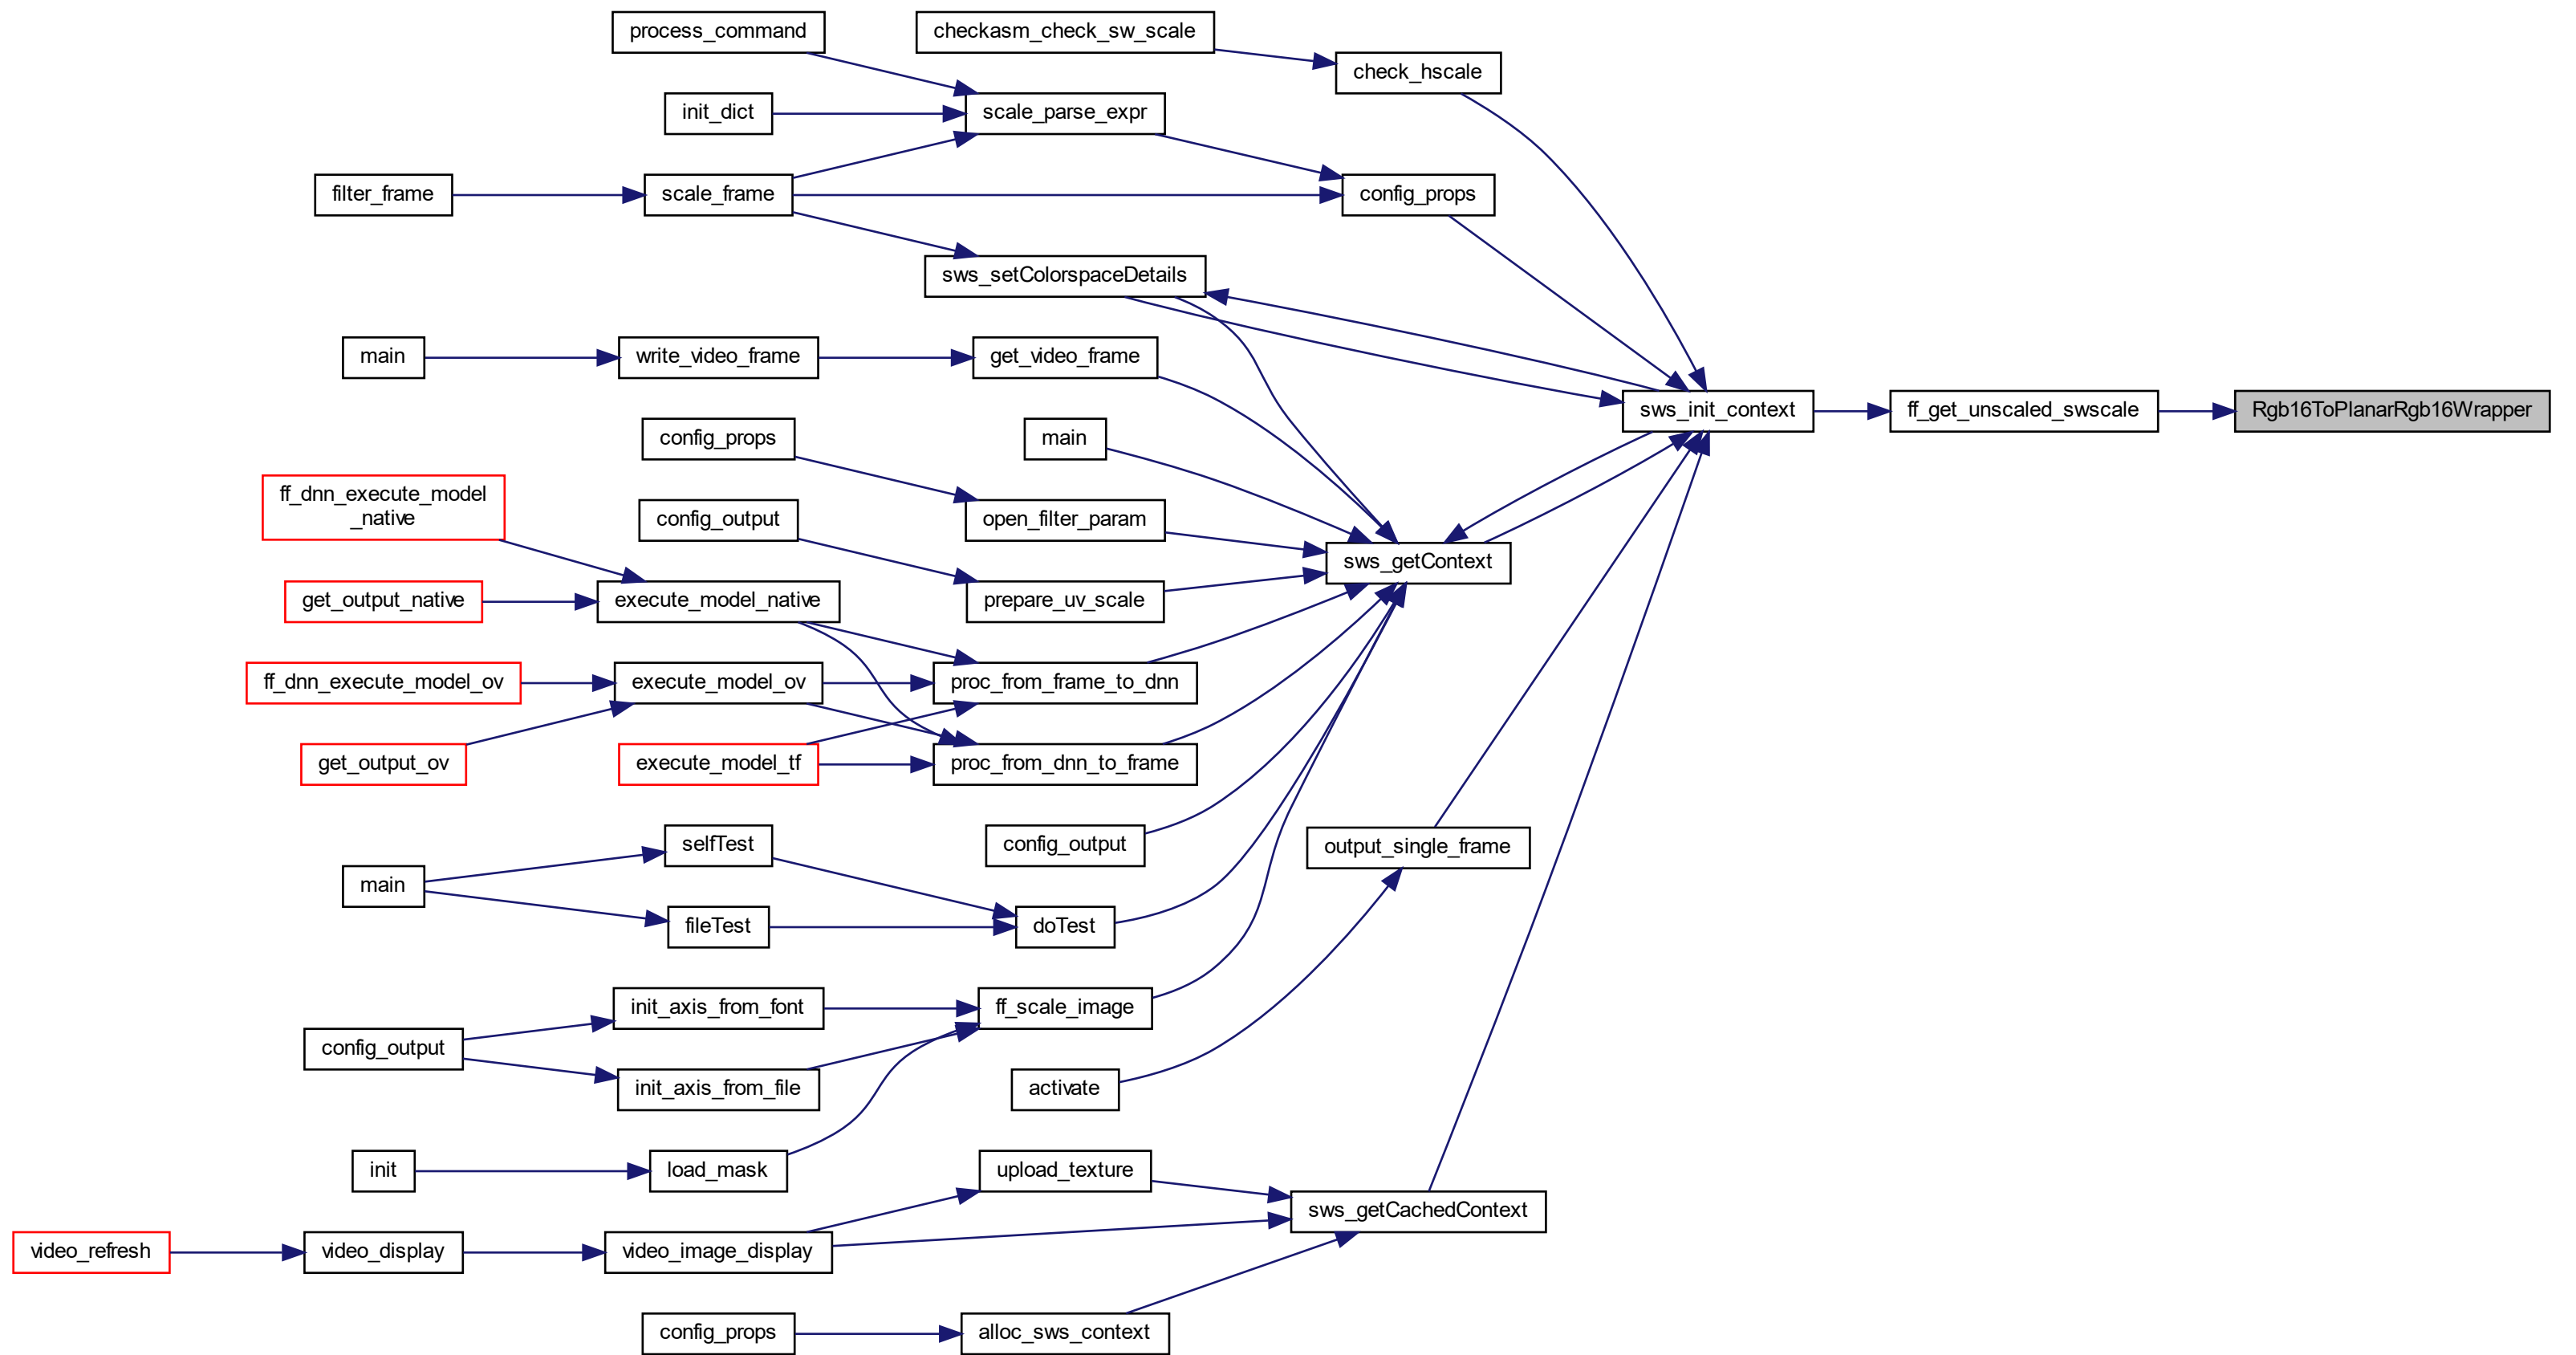 process_command
checkasm_check_sw_scale
check_hscale
init_dict
scale_parse_expr
filter_frame
scale_frame
config_props
sws_setColorspaceDetails
main
write_video_frame
get_video_frame
sws_init_context
ff_get_unscaled_swscale
Rgb16ToPlanarRgb16Wrapper
config_props
main
ff_dnn_execute_model
_native
config_output
open_filter_param
sws_getContext
get_output_native
execute_model_native
prepare_uv_scale
ff_dnn_execute_model_ov
execute_model_ov
proc_from_frame_to_dnn
get_output_ov
execute_model_tf
proc_from_dnn_to_frame
selfTest
config_output
output_single_frame
main
fileTest
doTest
init_axis_from_font
ff_scale_image
config_output
init_axis_from_file
activate
init
load_mask
upload_texture
sws_getCachedContext
video_refresh
video_display
video_image_display
config_props
alloc_sws_context